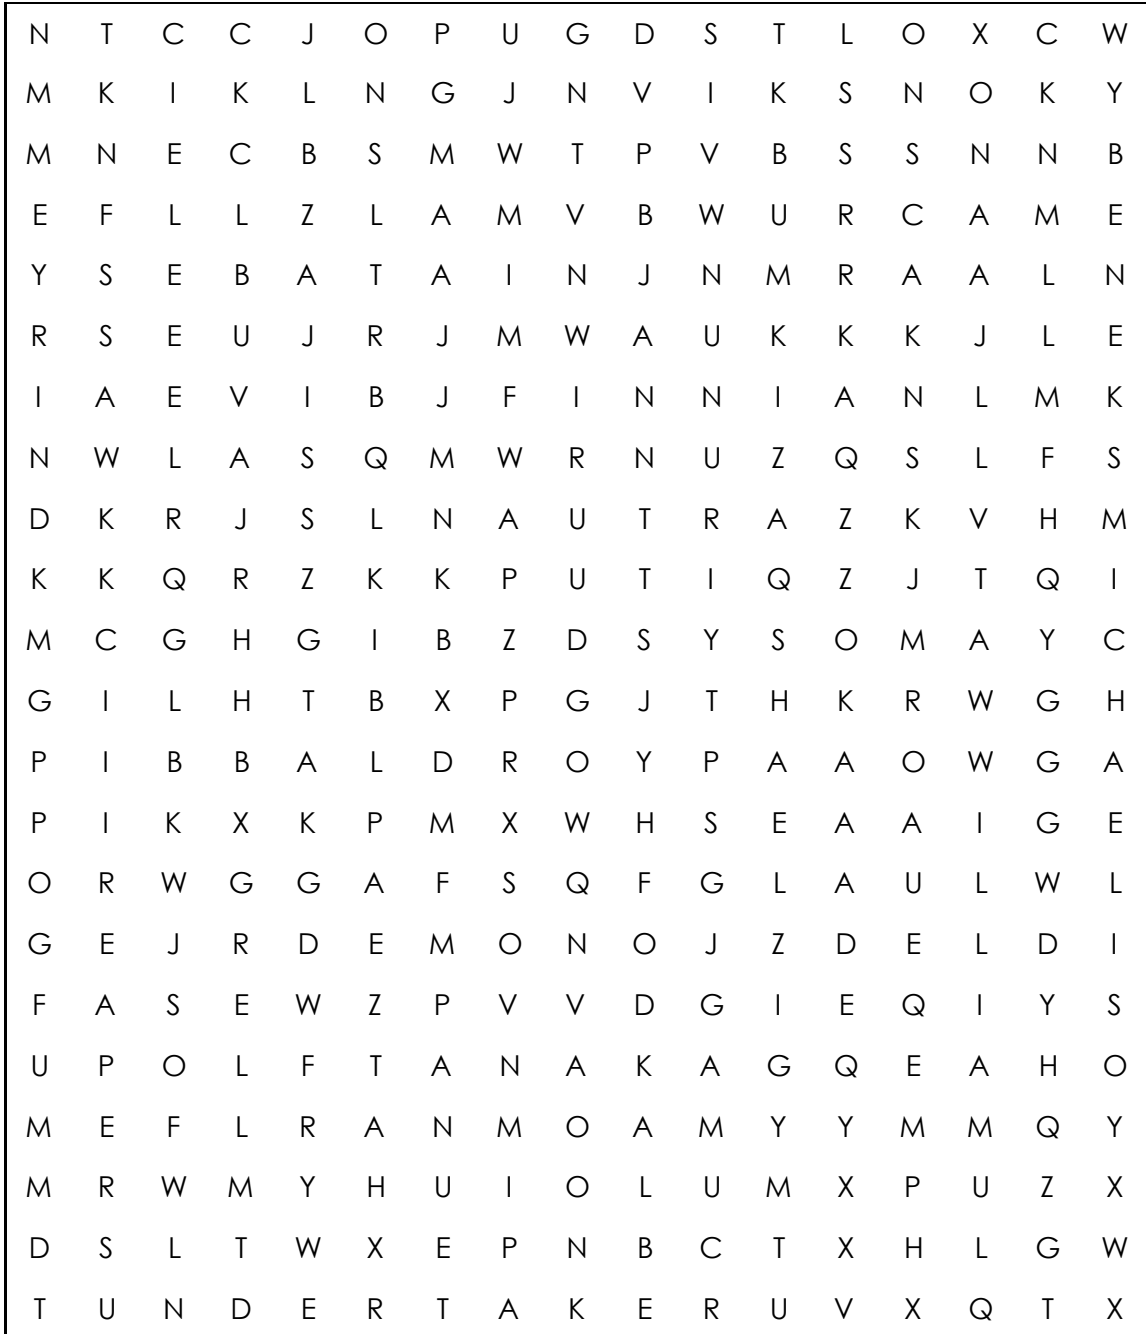 N T C C J O P U G D S T L O X C W
M K I K L N G J N V I K S N O K Y
M N E C B S M W T P V B S S N N B
E F L L Z L A M V B W U R C A M E
Y S E B A T A I N J N M R A A L N
R S E U J R J M W A U K K K J L E
I A E V I B J F I N N I A N L M K
N W L A S Q M W R N U Z Q S L F S
D K R J S L N A U T R A Z K V H M
K K Q R Z K K P U T I Q Z J T Q I
M C G H G I B Z D S Y S O M A Y C
G I L H T B X P G J T H K R W G H
P I B B A L D R O Y P A A O W G A
P I K X K P M X W H S E A A I G E
O R W G G A F S Q F G L A U L W L
G E J R D E M O N O J Z D E L D I
F A S E W Z P V V D G I E Q I Y S
U P O L F T A N A K A G Q E A H O
M E F L R A N M O A M Y Y M M Q Y
M R W M Y H U I O L U M X P U Z X
D S L T W X E P N B C T X H L G W
T U N D E R T A K E R U V X Q T X